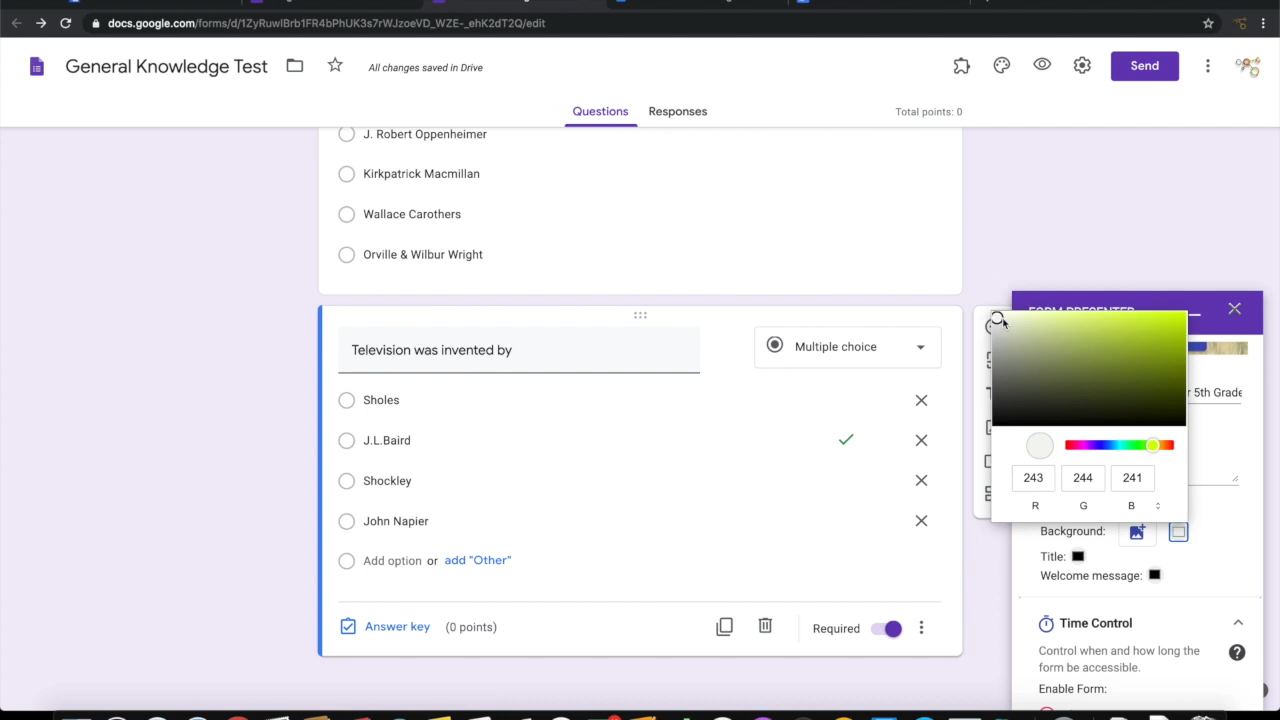 docs.google.com/forms/d/1ZyRuwlBrb1FR4bPhUK3s7rWJzoeVD_WZE-_ehK2dT2Q/edit
General Knowledge Test
All changes saved in Drive
Send
Questions
Responses
Total points: 0
J. Robert Oppenheimer
Kirkpatrick Macmillan
Wallace Carothers
Orville & Wilbur Wright
Television was invented by
Multiple choice
Sholes
J.L.Baird
Shockley
John Napier
Add option or add "Other"
Answer key (0 points)
Required
5th Grade
243 244 241
R G B
Background:
Title:
Welcome message:
Time Control
Control when and how long the
form be accessible.
Enable Form: